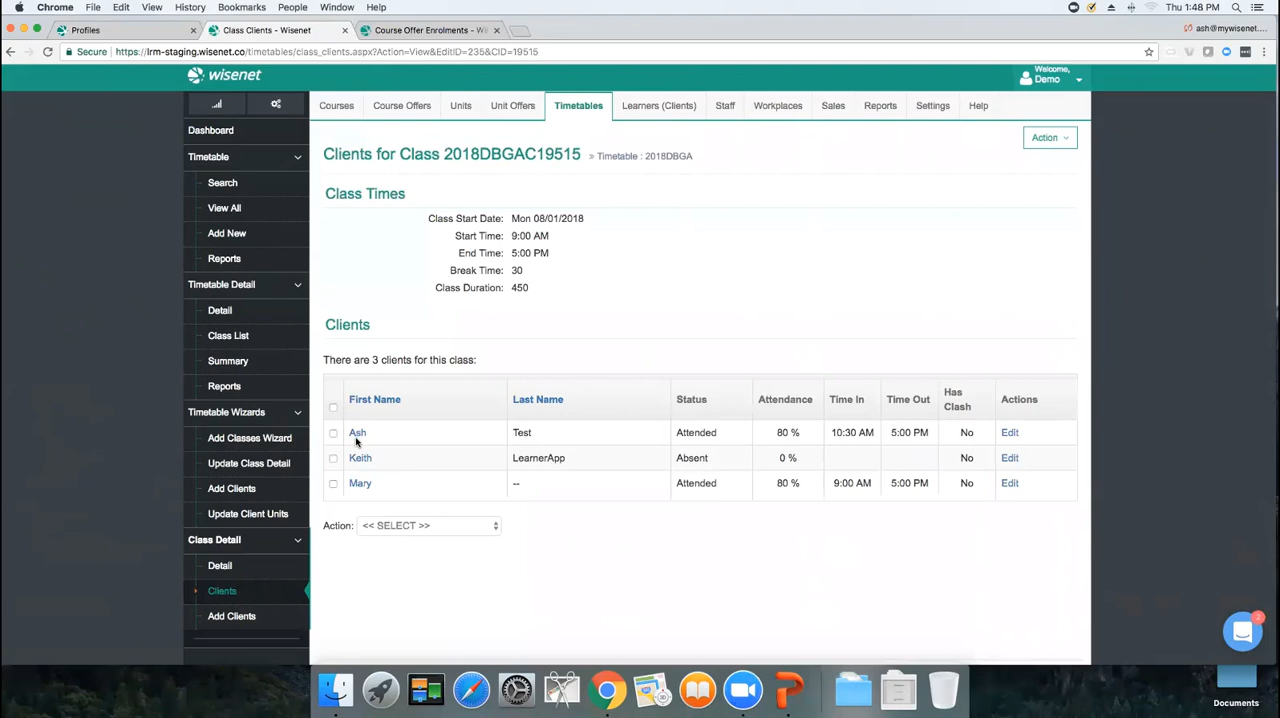 Chrome File Edit View History Bookmarks People Window Help Thu 1:48 PM
Profiles Class Clients - Wisenet Course Offer Enrolments - Wi ash@mywisenet....
Secure https://lrm-staging.wisenet.co/timetables/class_clients.aspx?Action=View&EditID=235&CID=19515
wisenet
Welcome,
Demo
Courses Course Offers Units Unit Offers Timetables Learners (Clients) Staff Workplaces Sales Reports Settings Help
Dashboard
Timetable
Search
View All
Add New
Reports
Timetable Detail
Detail
Class List
Summary
Reports
Timetable Wizards
Add Classes Wizard
Update Class Detail
Add Clients
Update Client Units
Class Detail
Detail
Clients
Add Clients
Action
Clients for Class 2018DBGAC19515 » Timetable : 2018DBGA
Class Times
Class Start Date: Mon 08/01/2018
Start Time: 9:00 AM
End Time: 5:00 PM
Break Time: 30
Class Duration: 450
Clients
There are 3 clients for this class:
First Name Last Name Status Attendance Time In Time Out Has Clash Actions
Ash Test Attended 80 % 10:30 AM 5:00 PM No Edit
Keith LearnerApp Absent 0 % No Edit
Mary -- Attended 80 % 9:00 AM 5:00 PM No Edit
Action: << SELECT >>
2
Documents